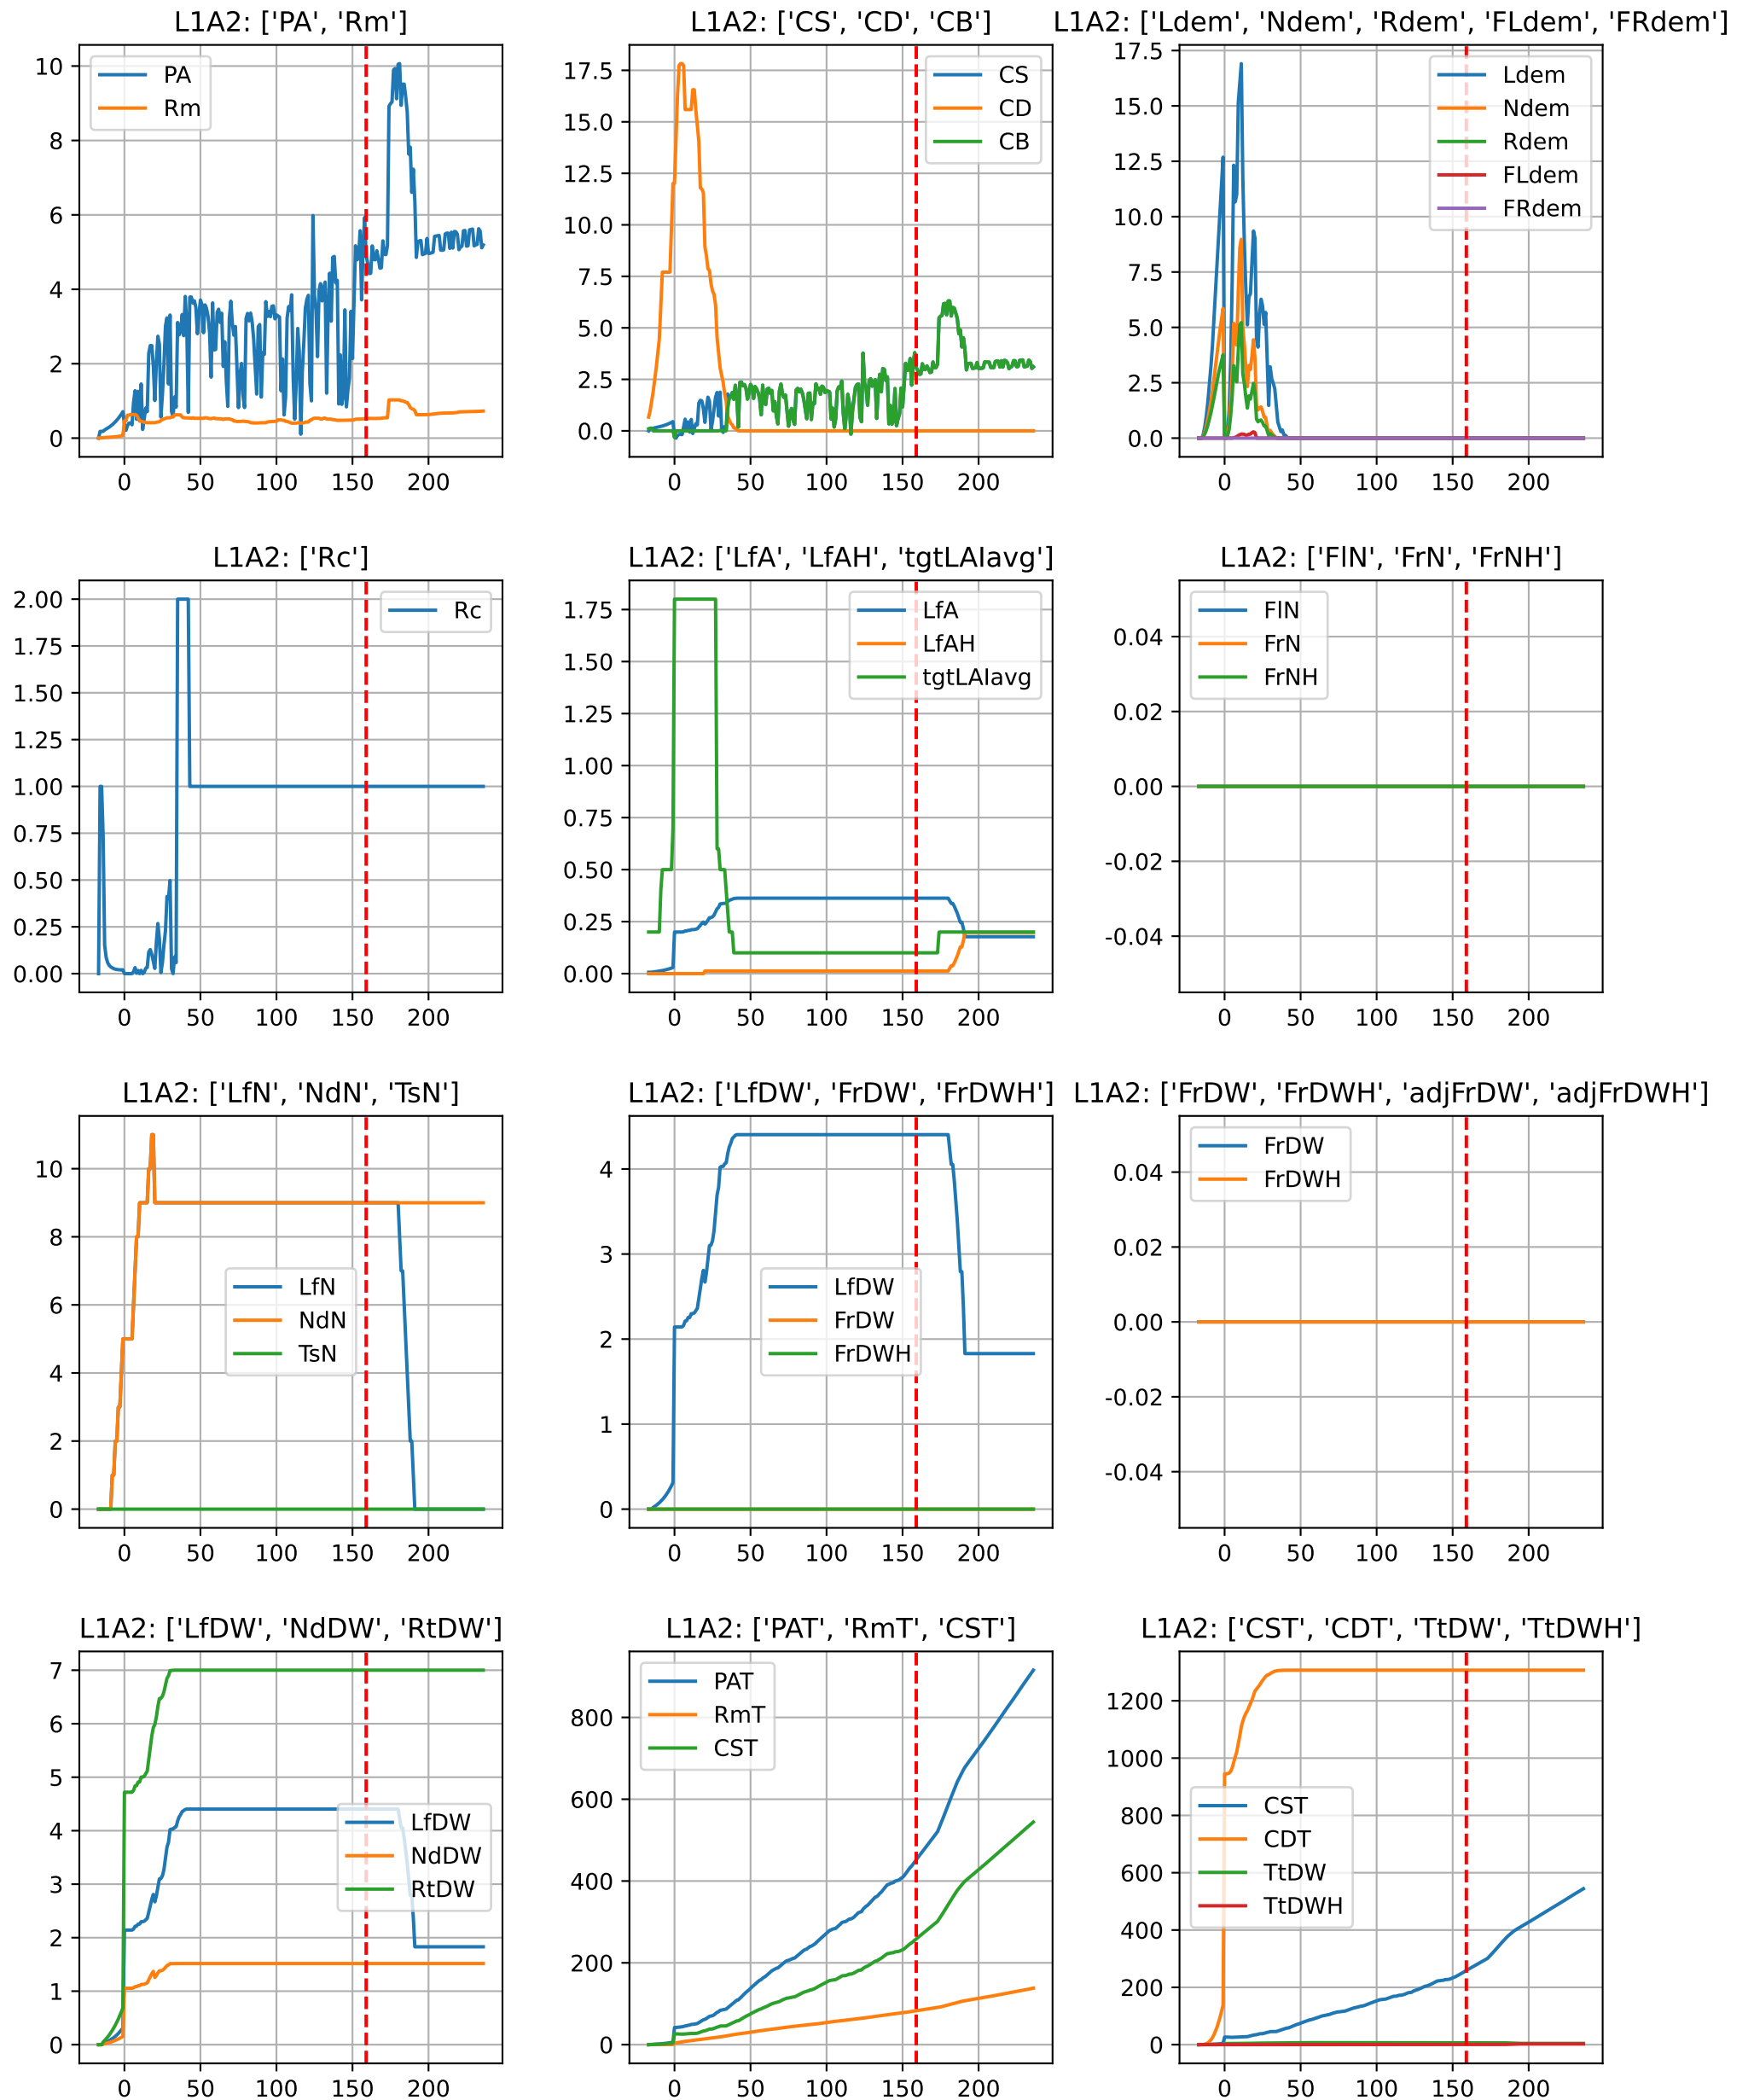 L1A2: ['PA', 'Rm']
10
8
6
4
2
0
0 50 100 150 200
PA
Rm
L1A2: ['CS', 'CD', 'CB']
17.5
15.0
12.5
10.0
7.5
5.0
2.5
0.0
0 50 100 150 200
CS
CD
CB
L1A2: ['Ldem', 'Ndem', 'Rdem', 'FLdem', 'FRdem']
17.5
15.0
12.5
10.0
7.5
5.0
2.5
0.0
0 50 100 150 200
Ldem
Ndem
Rdem
FLdem
FRdem
L1A2: ['Rc']
2.00
1.75
1.50
1.25
1.00
0.75
0.50
0.25
0.00
0 50 100 150 200
Rc
L1A2: ['LfA', 'LfAH', 'tgtLAIavg']
1.75
1.50
1.25
1.00
0.75
0.50
0.25
0.00
0 50 100 150 200
LfA
LfAH
tgtLAIavg
L1A2: ['FlN', 'FrN', 'FrNH']
0.04
0.02
0.00
-0.02
-0.04
0 50 100 150 200
FlN
FrN
FrNH
L1A2: ['LfN', 'NdN', 'TsN']
10
8
6
4
2
0
0 50 100 150 200
LfN
NdN
TsN
L1A2: ['LfDW', 'FrDW', 'FrDWH']
4
3
2
1
0
0 50 100 150 200
LfDW
FrDW
FrDWH
L1A2: ['FrDW', 'FrDWH', 'adjFrDW', 'adjFrDWH']
0.04
0.02
0.00
-0.02
-0.04
0 50 100 150 200
FrDW
FrDWH
L1A2: ['LfDW', 'NdDW', 'RtDW']
7
6
5
4
3
2
1
0
0 50 100 150 200
LfDW
NdDW
RtDW
L1A2: ['PAT', 'RmT', 'CST']
800
600
400
200
0
0 50 100 150 200
PAT
RmT
CST
L1A2: ['CST', 'CDT', 'TtDW', 'TtDWH']
1200
1000
800
600
400
200
0
0 50 100 150 200
CST
CDT
TtDW
TtDWH